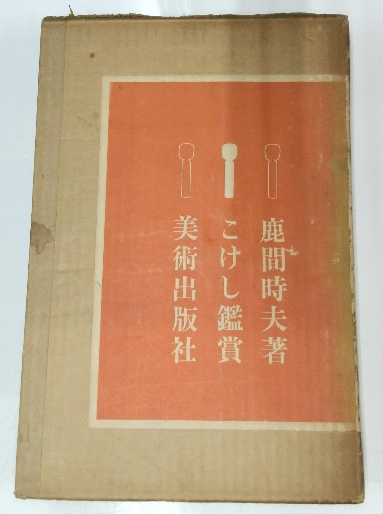 鹿間時夫著
こけし鑑賞
美術出版社